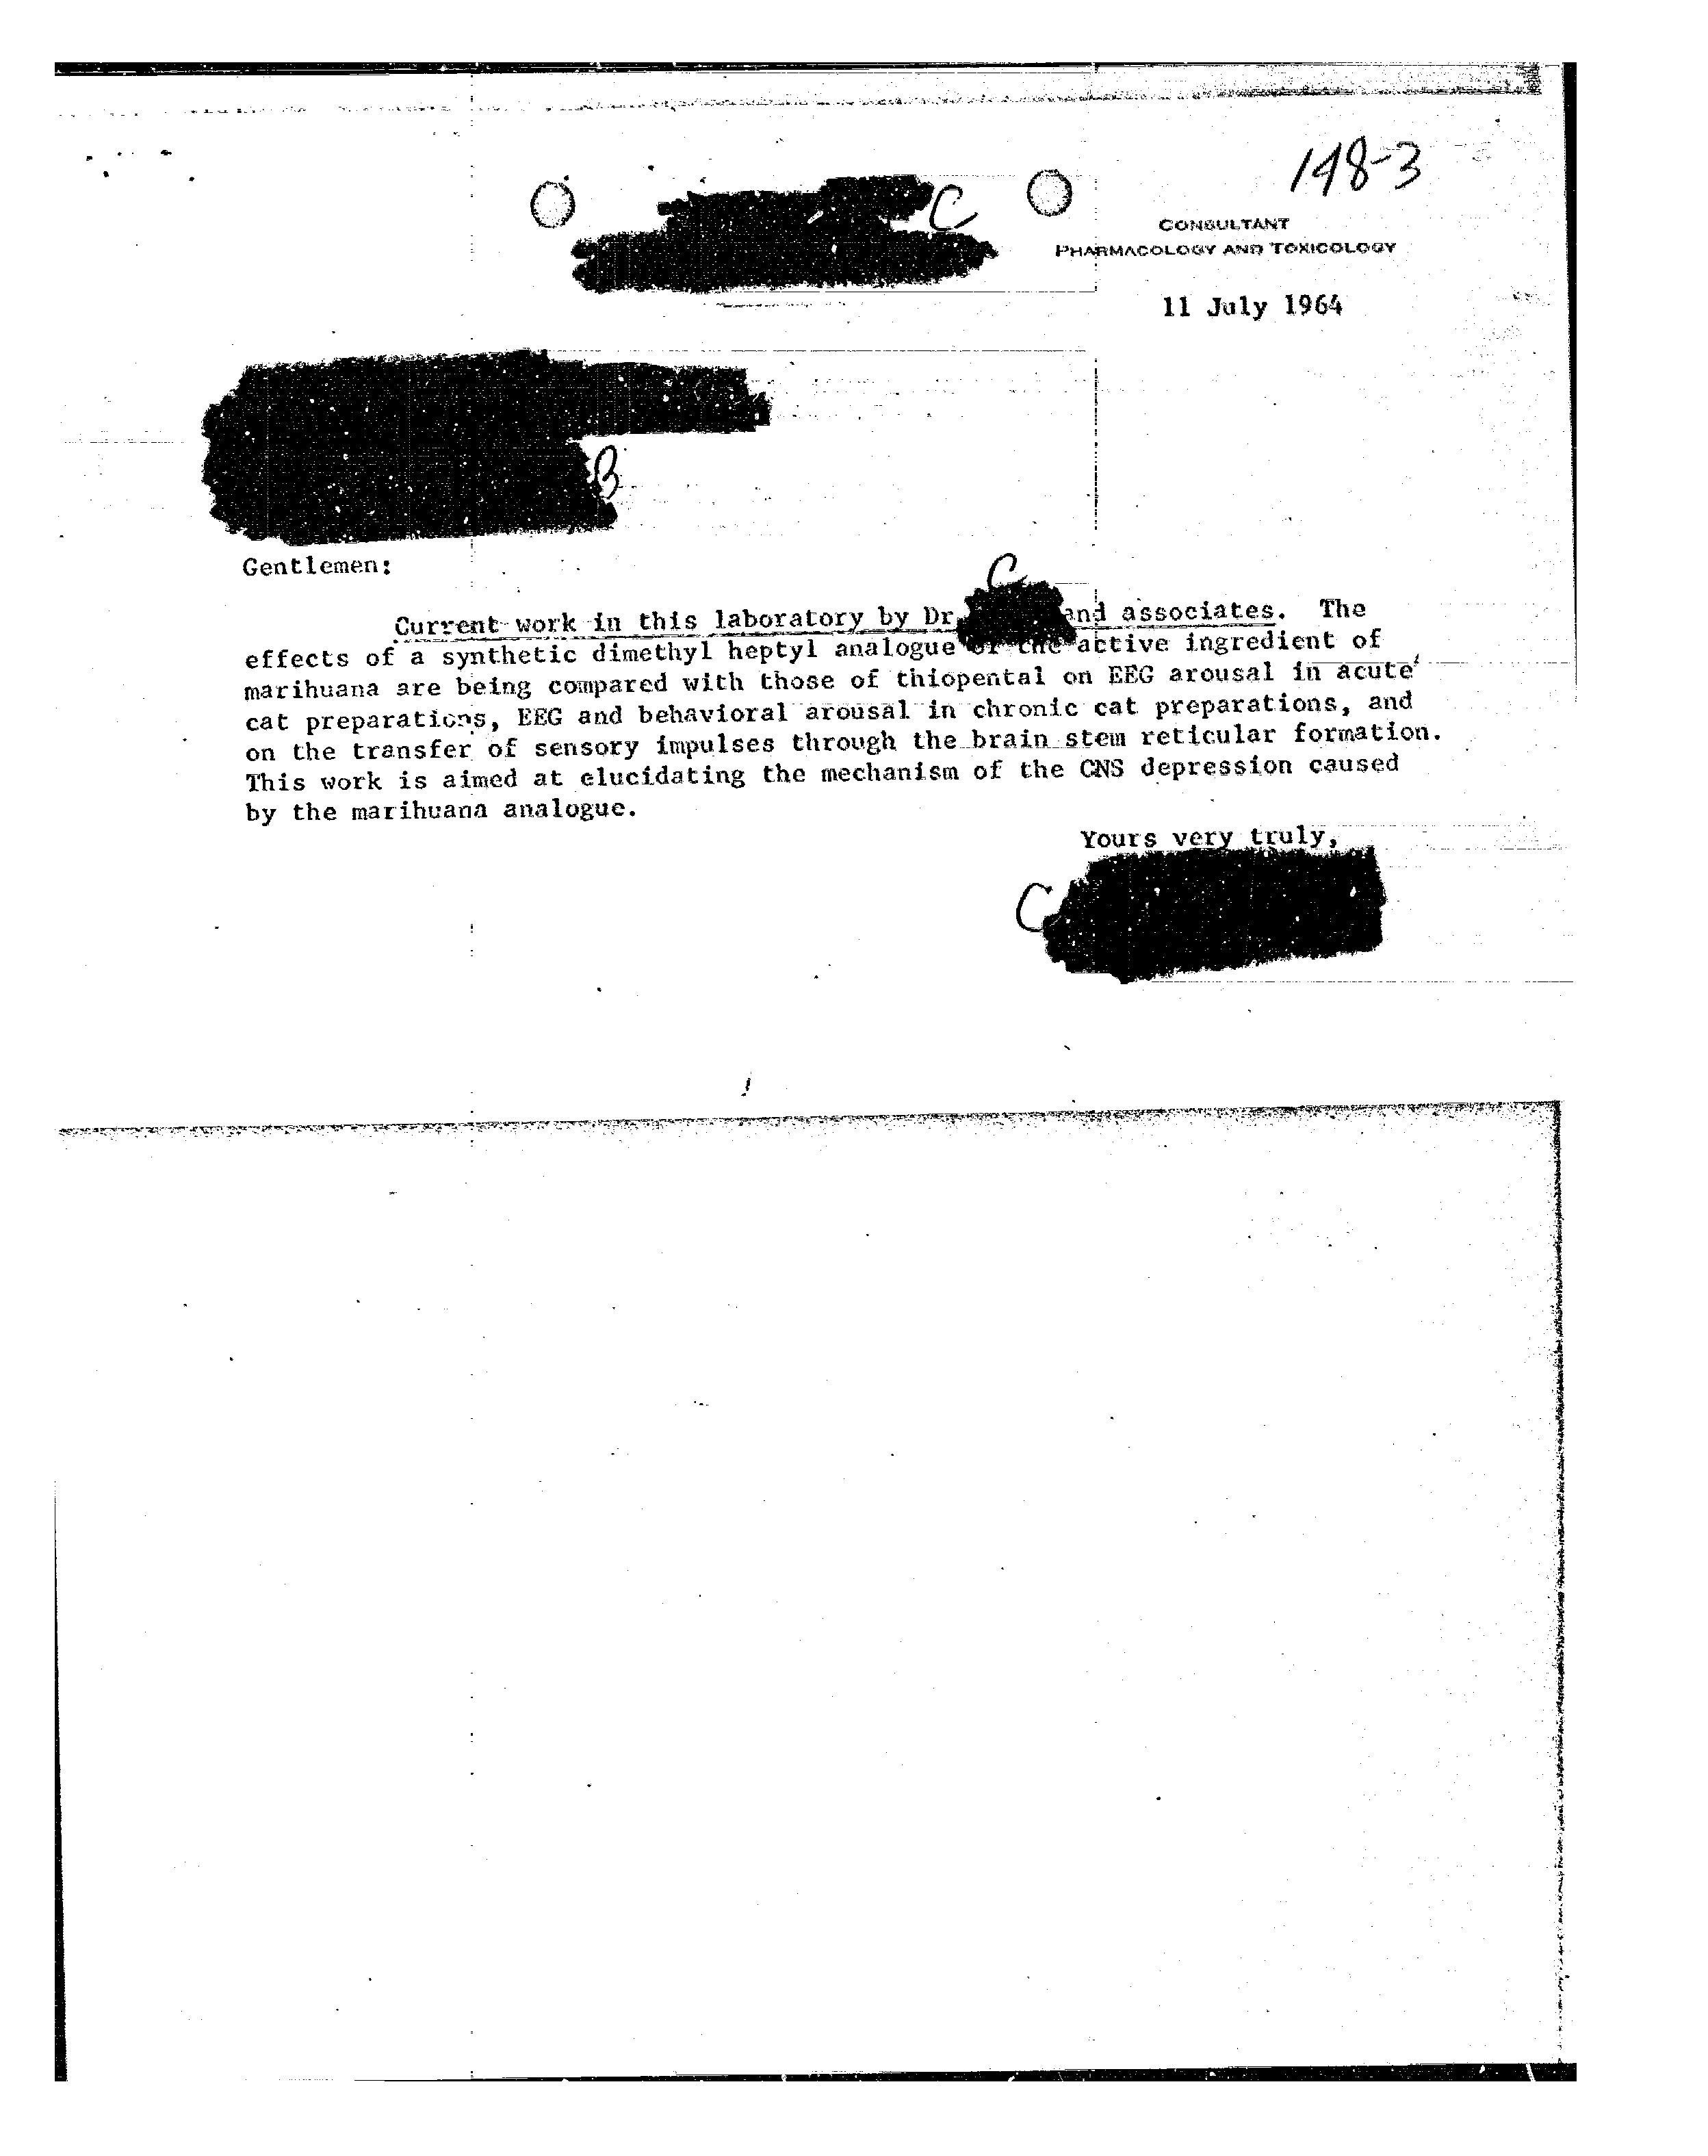 148-3
C
CONSULTANT
PHARMACOLOGY AND TOXICOLOGY
11 July 1964
B
Gentlemen:
C
Current work in this laboratory by Dr. and associates. The
effects of a synthetic dimethyl heptyl analogue of the active ingredient of
marihuana are being compared with those of thiopental on EEG arousal in acute
cat preparations, EEG and behavioral arousal in chronic cat preparations, and
on the transfer of sensory impulses through the brain stem reticular formation.
This work is aimed at elucidating the mechanism of the CNS depression caused
by the marihuana analogue.
Yours very truly,
C